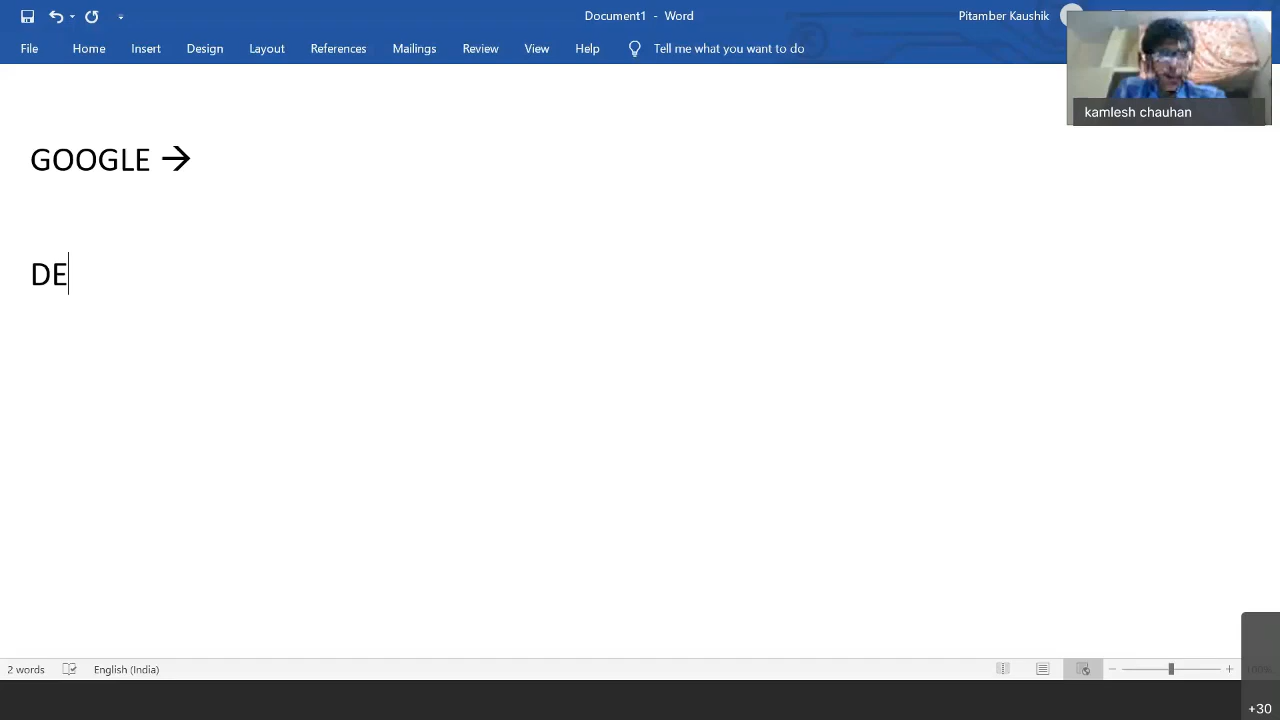 Document1 - Word
Pitamber Kaushik
File Home Insert Design Layout References Mailings Review View Help Tell me what you want to do
kamlesh chauhan
GOOGLE →
DE
2 words English (India)
+30